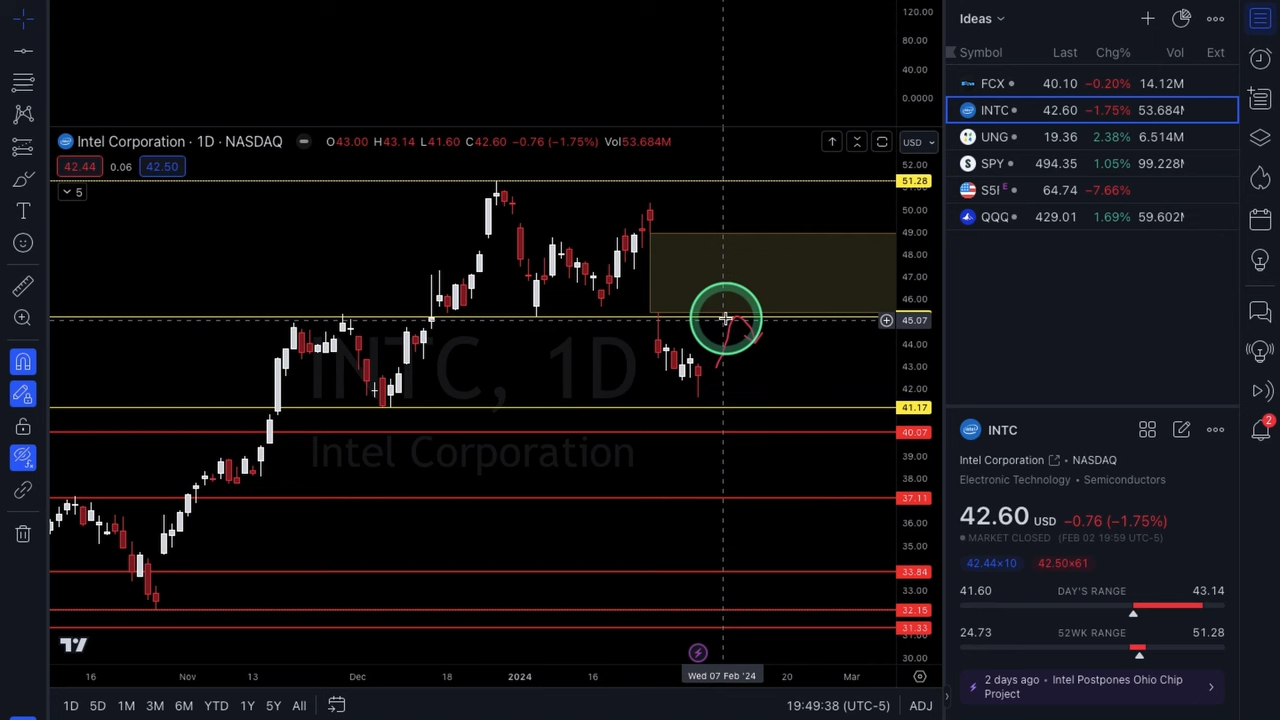 120.00
80.00
40.00
0.0000
Intel Corporation · 1D · NASDAQ O43.00 H43.14 L41.60 C42.60 −0.76 (−1.75%) Vol53.684M
USD
42.44 0.06 42.50
5
52.00
51.28
50.00
49.00
48.00
47.00
46.00
45.07
44.00
43.00
42.00
41.17
40.07
39.00
38.00
37.11
36.00
35.00
33.84
33.00
32.15
31.33
31.00
30.00
INTC, 1D
Intel Corporation
16 Nov 13 Dec 18 2024 16 Wed 07 Feb '24 20 Mar
1D 5D 1M 3M 6M YTD 1Y 5Y All
19:49:38 (UTC-5) ADJ
Ideas
Symbol Last Chg% Vol Ext
FCX 40.10 −0.20% 14.12M
INTC 42.60 −1.75% 53.684M
UNG 19.36 2.38% 6.514M
SPY 494.35 1.05% 99.228M
S5I E 64.74 −7.66%
QQQ 429.01 1.69% 59.602M
INTC
Intel Corporation · NASDAQ
Electronic Technology · Semiconductors
42.60 USD −0.76 (−1.75%)
MARKET CLOSED (FEB 02 19:59 UTC-5)
42.44×10 42.50×61
41.60 DAY'S RANGE 43.14
24.73 52WK RANGE 51.28
2 days ago · Intel Postpones Ohio Chip
Project
2